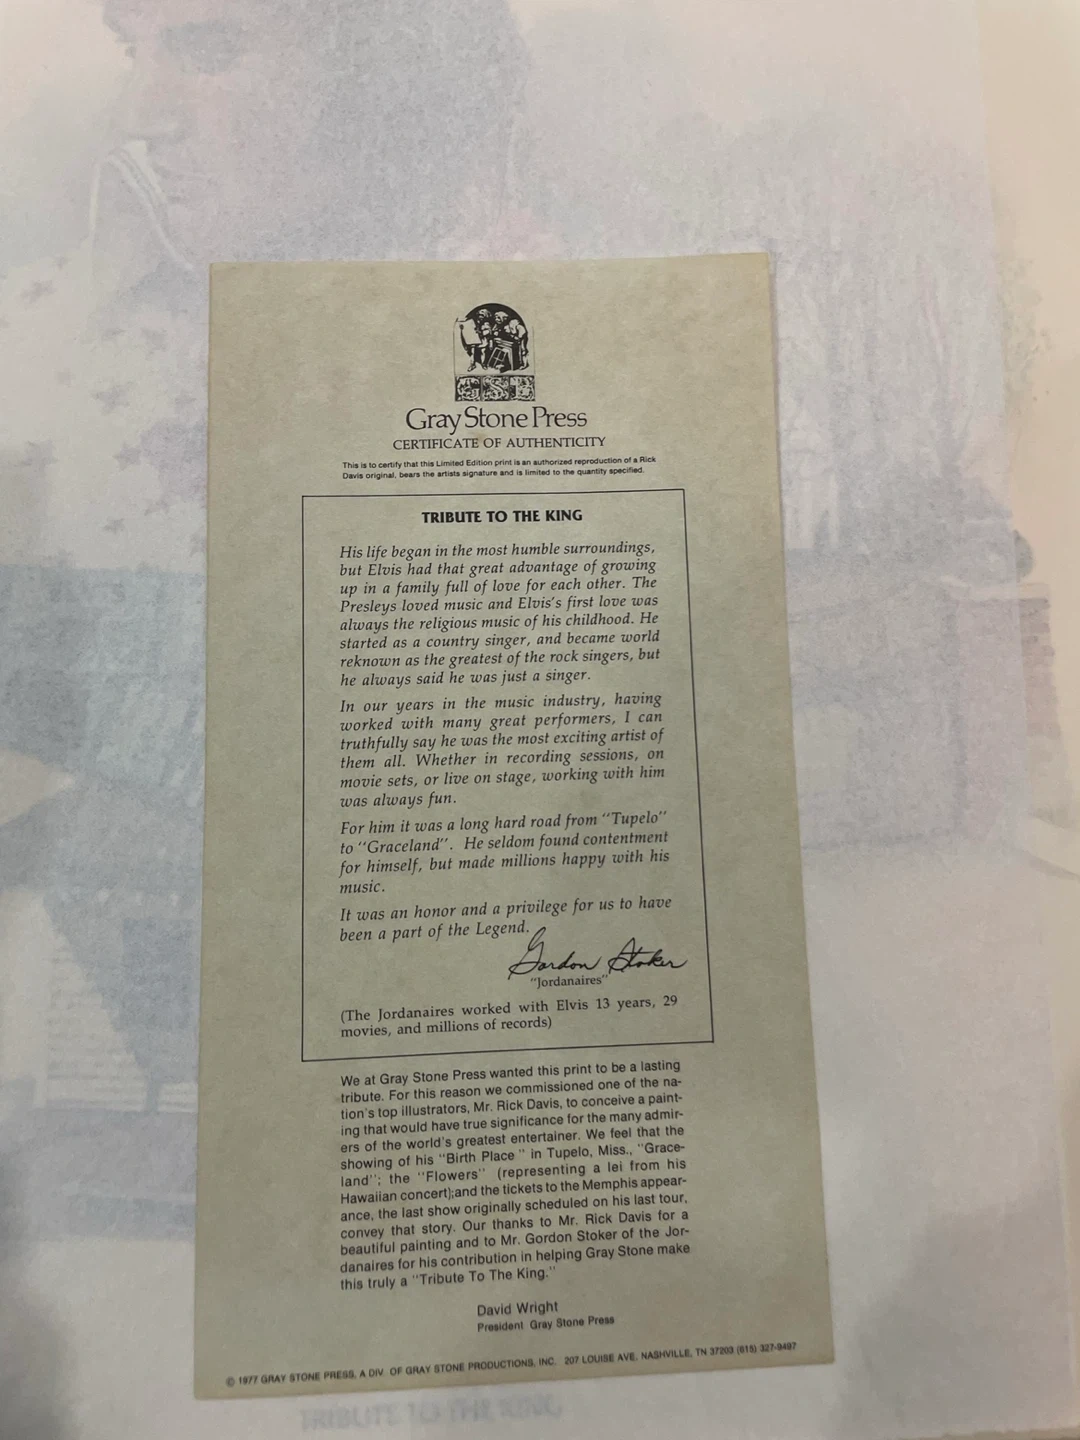 GSP
Gray Stone Press
CERTIFICATE OF AUTHENTICITY
This is to certify that this Limited Edition print is an authorized reproduction of a Rick
Davis original, bears the artists signature and is limited to the quantity specified.
TRIBUTE TO THE KING
His life began in the most humble surroundings,
but Elvis had that great advantage of growing
up in a family full of love for each other. The
Presleys loved music and Elvis's first love was
always the religious music of his childhood. He
started as a country singer, and became world
reknown as the greatest of the rock singers, but
he always said he was just a singer.
In our years in the music industry, having
worked with many great performers, I can
truthfully say he was the most exciting artist of
them all. Whether in recording sessions, on
movie sets, or live on stage, working with him
was always fun.
For him it was a long hard road from "Tupelo"
to "Graceland". He seldom found contentment
for himself, but made millions happy with his
music.
It was an honor and a privilege for us to have
been a part of the Legend.
Gordon Stoker
"Jordanaires"
(The Jordanaires worked with Elvis 13 years, 29
movies, and millions of records)
We at Gray Stone Press wanted this print to be a lasting
tribute. For this reason we commissioned one of the na-
tion's top illustrators, Mr. Rick Davis, to conceive a paint-
ing that would have true significance for the many admir-
ers of the world's greatest entertainer. We feel that the
showing of his "Birth Place " in Tupelo, Miss., "Grace-
land"; the "Flowers" (representing a lei from his
Hawaiian concert);and the tickets to the Memphis appear-
ance, the last show originally scheduled on his last tour,
convey that story. Our thanks to Mr. Rick Davis for a
beautiful painting and to Mr. Gordon Stoker of the Jor-
danaires for his contribution in helping Gray Stone make
this truly a "Tribute To The King."
David Wright
President Gray Stone Press
© 1977 GRAY STONE PRESS, A DIV OF GRAY STONE PRODUCTIONS, INC. 207 LOUISE AVE, NASHVILLE, TN 37203 (615) 327-9497
TRIBUTE TO THE KING